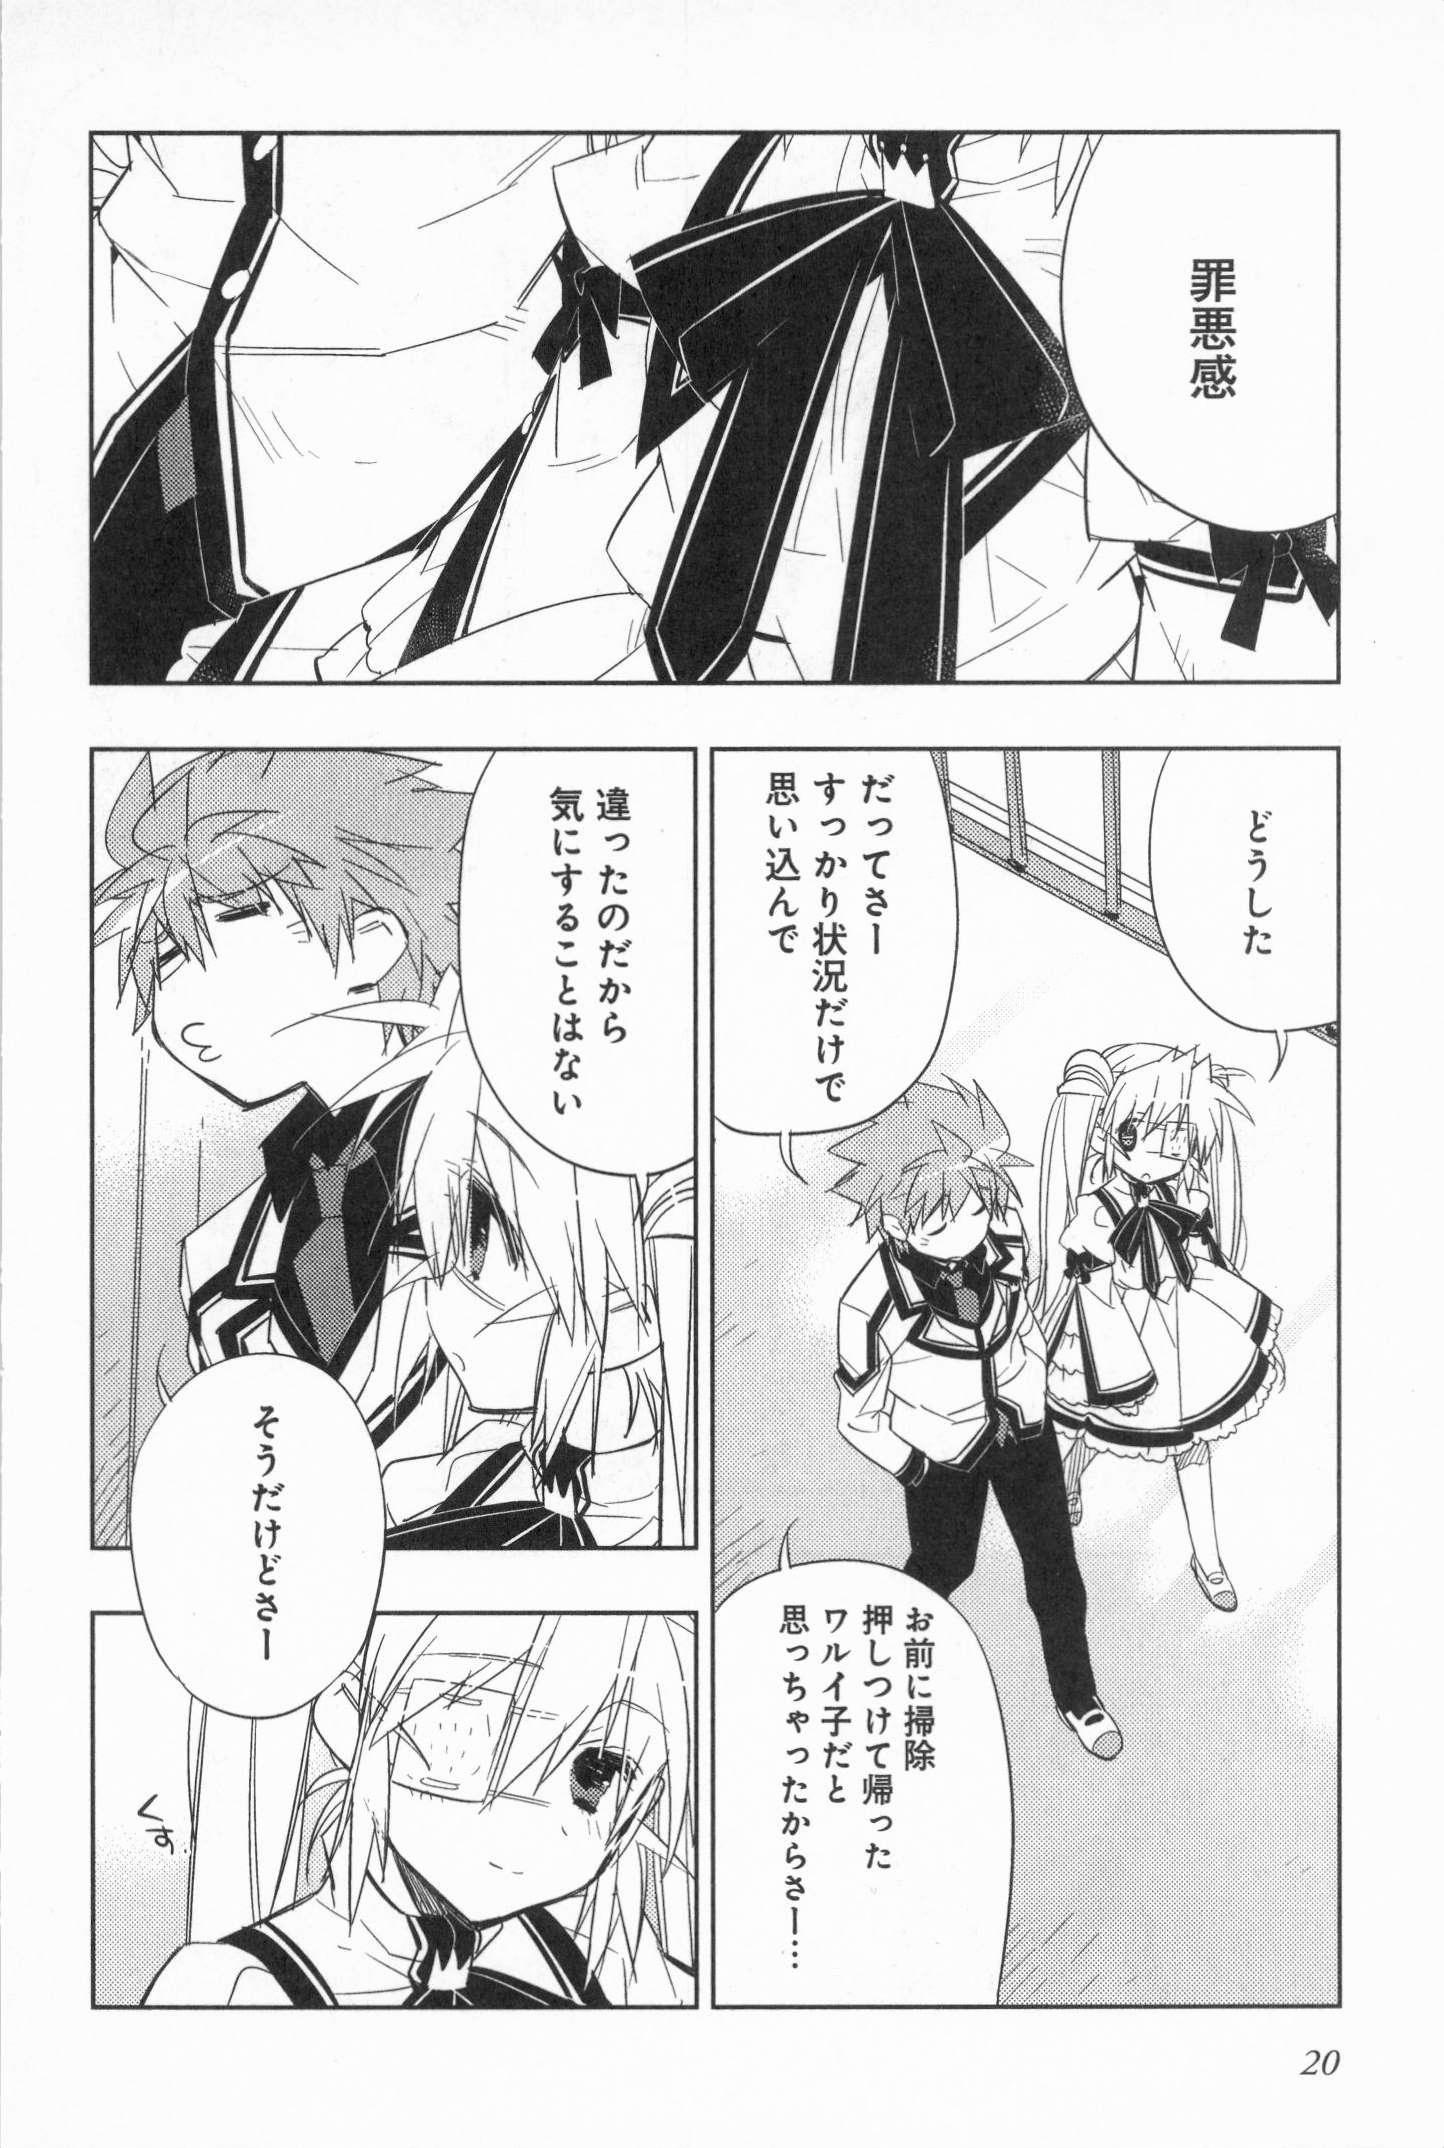 罪悪感
どうした
だってさー
すっかり状況だけで
思い込んで
お前に掃除
押しつけて帰った
ワルイ子だと
思っちゃったからさー…
違ったのだから
気にすることはない
そうだけどさー
くす
20